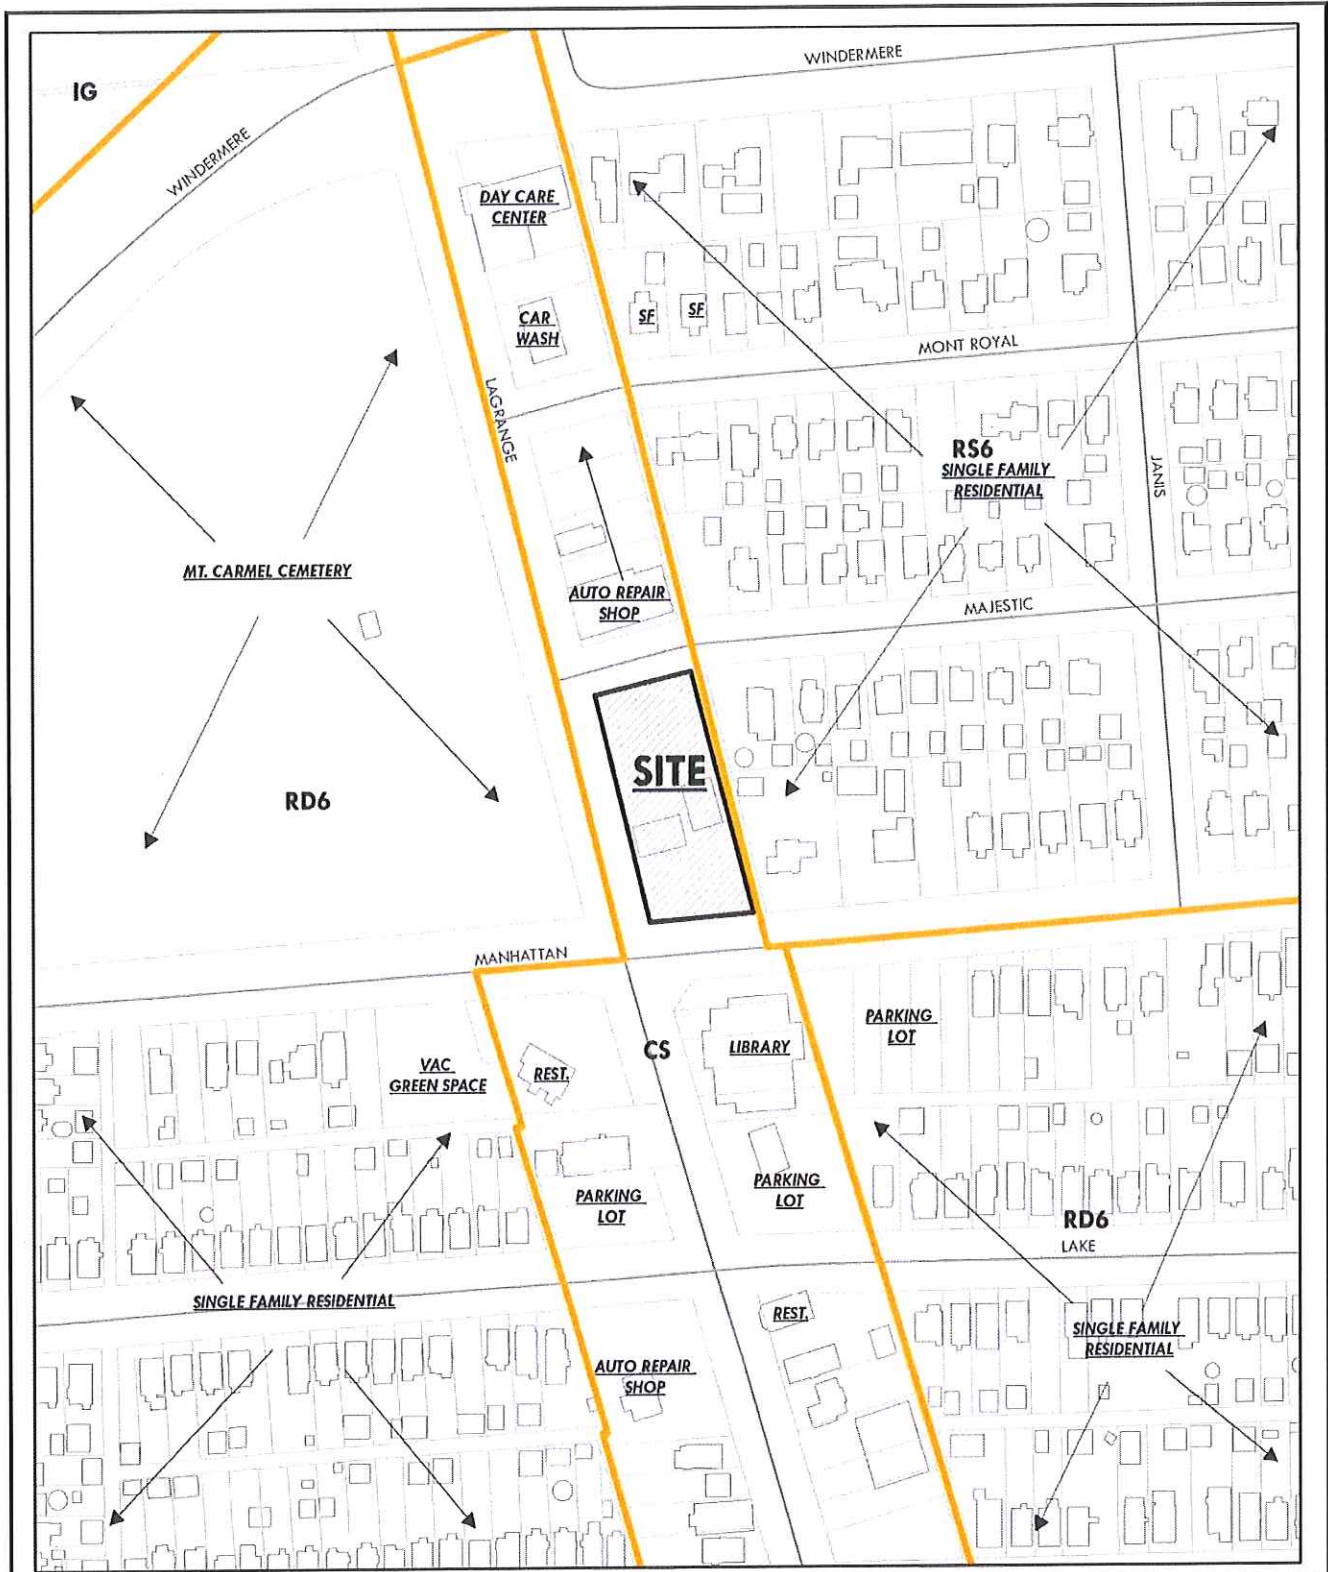 WINDERMERE
IG
WINDERMERE
DAY CARE
CENTER
CAR
WASH
SF
SF
MONT ROYAL
LAGRANGE
RS6
SINGLE FAMILY
RESIDENTIAL
JANIS
MT. CARMEL CEMETERY
AUTO REPAIR
SHOP
MAJESTIC
SITE
RD6
MANHATTAN
PARKING
LOT
CS
LIBRARY
VAC
GREEN SPACE
REST.
PARKING
LOT
PARKING
LOT
RD6
LAKE
SINGLE FAMILY RESIDENTIAL
REST.
SINGLE FAMILY
RESIDENTIAL
AUTO REPAIR
SHOP